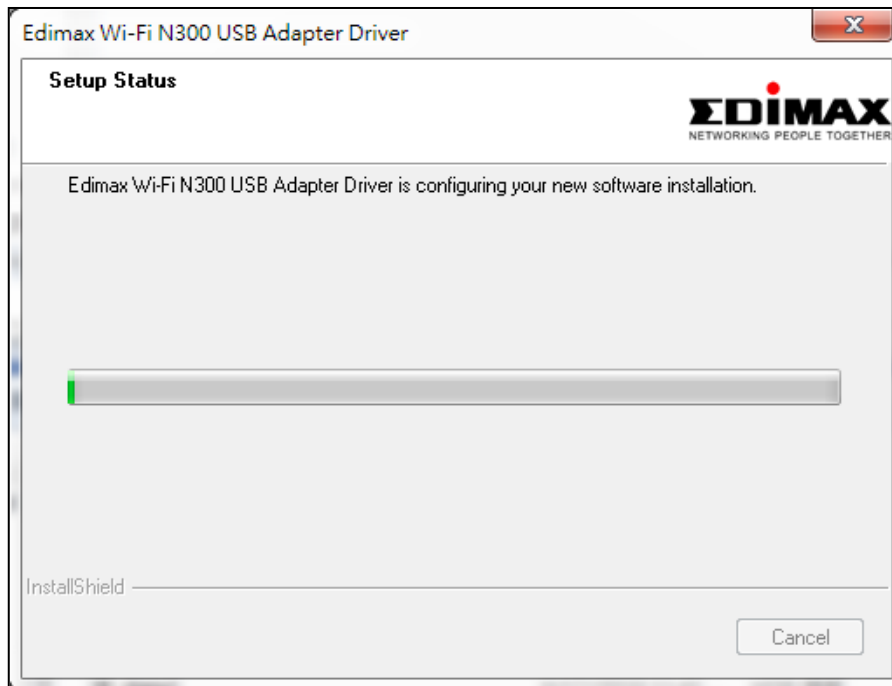 Edimax Wi-Fi N300 USB Adapter Driver
Setup Status
EDIMAX
NETWORKING PEOPLE TOGETHER
Edimax Wi-Fi N300 USB Adapter Driver is configuring your new software installation.
InstallShield
Cancel